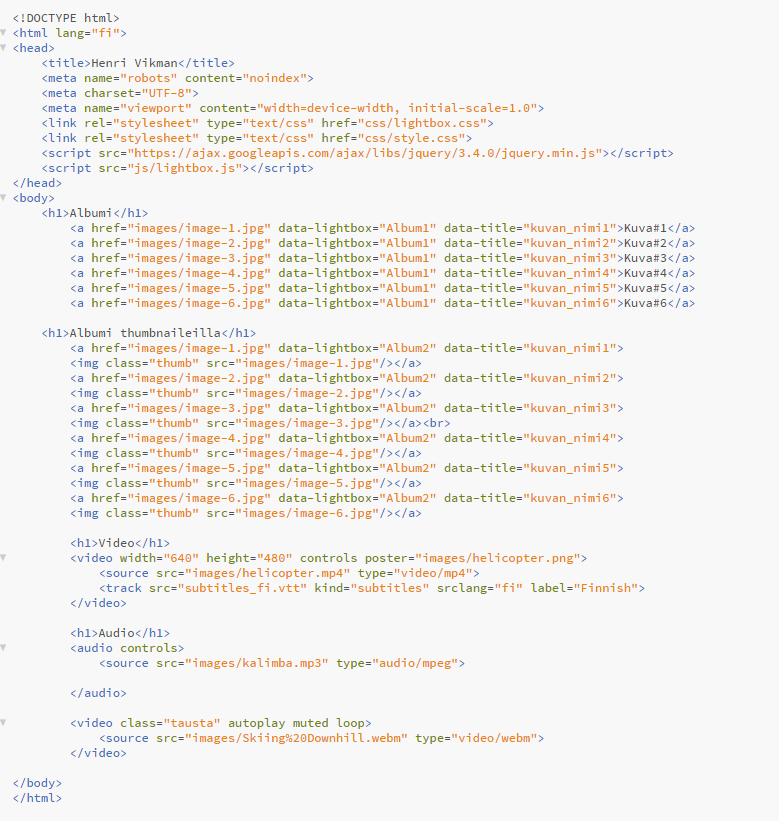 <!DOCTYPE html>
<html lang="fi">
<head>
    <title>Henri Vikman</title>
    <meta name="robots" content="noindex">
    <meta charset="UTF-8">
    <meta name="viewport" content="width=device-width, initial-scale=1.0">
    <link rel="stylesheet" type="text/css" href="css/lightbox.css">
    <link rel="stylesheet" type="text/css" href="css/style.css">
    <script src="https://ajax.googleapis.com/ajax/libs/jquery/3.4.0/jquery.min.js"></script>
    <script src="js/lightbox.js"></script>
</head>
<body>
    <h1>Albumi</h1>
        <a href="images/image-1.jpg" data-lightbox="Album1" data-title="kuvan_nimi1">Kuva#1</a>
        <a href="images/image-2.jpg" data-lightbox="Album1" data-title="kuvan_nimi2">Kuva#2</a>
        <a href="images/image-3.jpg" data-lightbox="Album1" data-title="kuvan_nimi3">Kuva#3</a>
        <a href="images/image-4.jpg" data-lightbox="Album1" data-title="kuvan_nimi4">Kuva#4</a>
        <a href="images/image-5.jpg" data-lightbox="Album1" data-title="kuvan_nimi5">Kuva#5</a>
        <a href="images/image-6.jpg" data-lightbox="Album1" data-title="kuvan_nimi6">Kuva#6</a>

    <h1>Albumi thumbnaileilla</h1>
        <a href="images/image-1.jpg" data-lightbox="Album2" data-title="kuvan_nimi1">
        <img class="thumb" src="images/image-1.jpg"/></a>
        <a href="images/image-2.jpg" data-lightbox="Album2" data-title="kuvan_nimi2">
        <img class="thumb" src="images/image-2.jpg"/></a>
        <a href="images/image-3.jpg" data-lightbox="Album2" data-title="kuvan_nimi3">
        <img class="thumb" src="images/image-3.jpg"/></a><br>
        <a href="images/image-4.jpg" data-lightbox="Album2" data-title="kuvan_nimi4">
        <img class="thumb" src="images/image-4.jpg"/></a>
        <a href="images/image-5.jpg" data-lightbox="Album2" data-title="kuvan_nimi5">
        <img class="thumb" src="images/image-5.jpg"/></a>
        <a href="images/image-6.jpg" data-lightbox="Album2" data-title="kuvan_nimi6">
        <img class="thumb" src="images/image-6.jpg"/></a>

        <h1>Video</h1>
        <video width="640" height="480" controls poster="images/helicopter.png">
            <source src="images/helicopter.mp4" type="video/mp4">
            <track src="subtitles_fi.vtt" kind="subtitles" srclang="fi" label="Finnish">
        </video>

        <h1>Audio</h1>
        <audio controls>
            <source src="images/kalimba.mp3" type="audio/mpeg">

        </audio>

        <video class="tausta" autoplay muted loop>
            <source src="images/Skiing%20Downhill.webm" type="video/webm">
        </video>

</body>
</html>